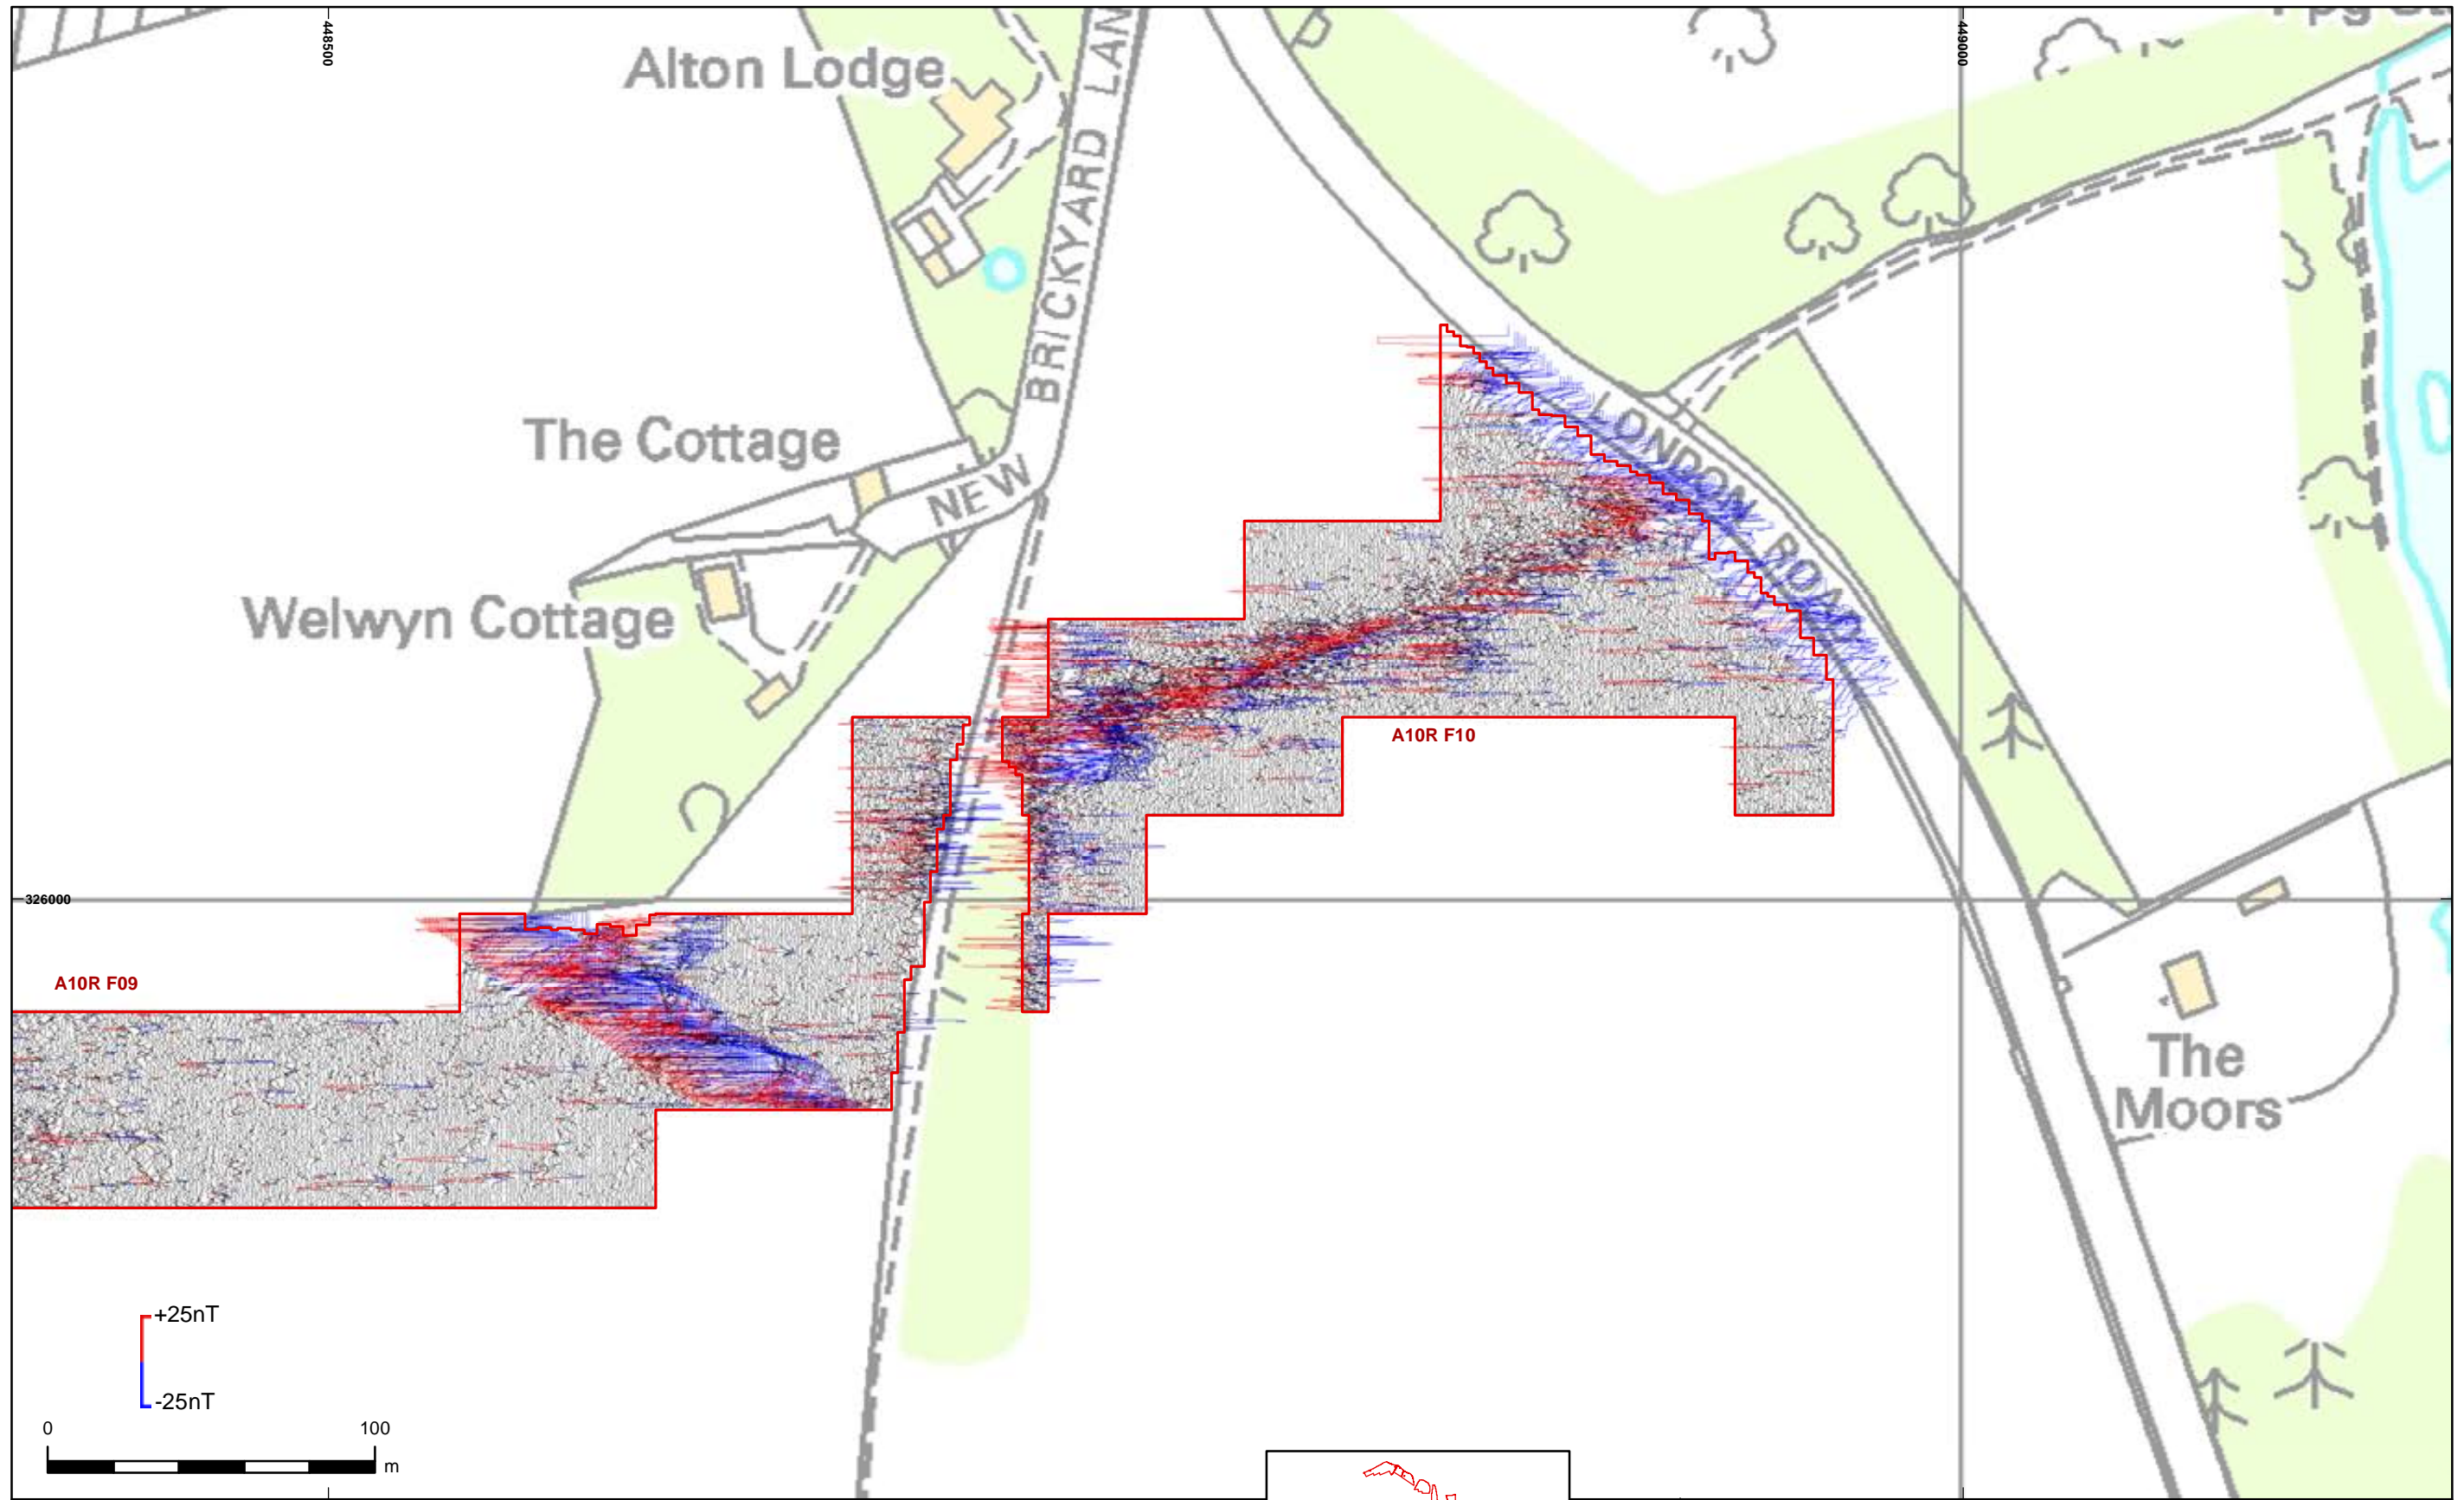 448500
449000
Alton Lodge
BRICKYARD LAN
The Cottage
NEW
LONDON ROAD
Welwyn Cottage
A10R F10
326000
A10R F09
The
Moors
+25nT
-25nT
0 100
m